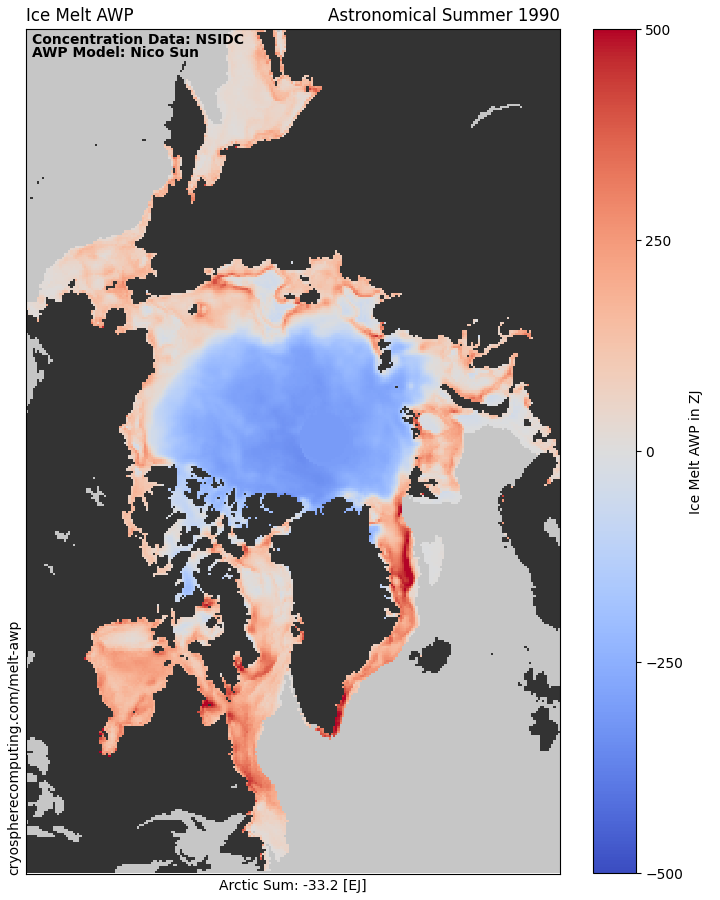 Ice Melt AWP
Astronomical Summer 1990
Concentration Data: NSIDC
AWP Model: Nico Sun
500
250
0
−250
−500
Ice Melt AWP in ZJ
cryospherecomputing.com/melt-awp
Arctic Sum: -33.2 [EJ]